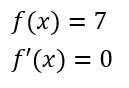 f(x) = 7
f′(x) = 0